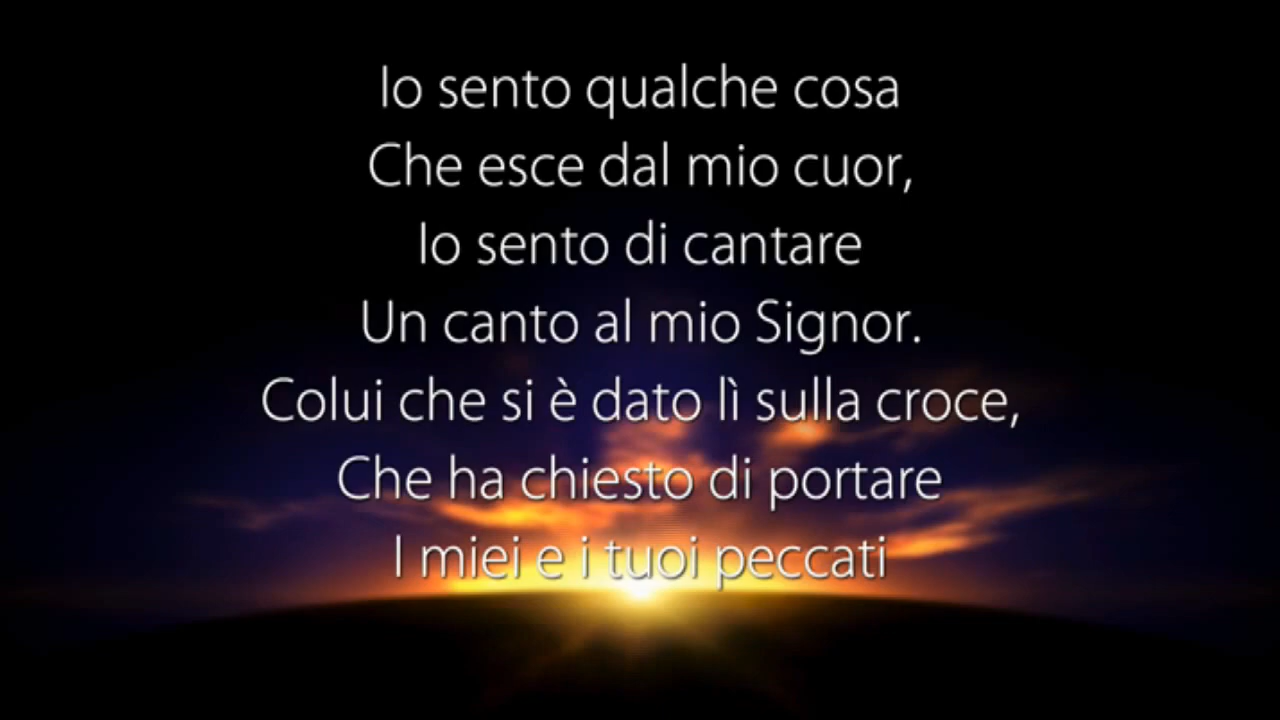 Io sento qualche cosa
Che esce dal mio cuor,
Io sento di cantare
Un canto al mio Signor.
Colui che si è dato lì sulla croce,
Che ha chiesto di portare
I miei e i tuoi peccati